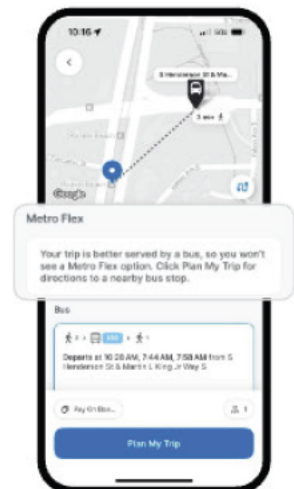 10:16
SOS
S Henderson St & Ma...
3 min
Google
Metro Flex
Your trip is better served by a bus, so you won't
see a Metro Flex option. Click Plan My Trip for
directions to a nearby bus stop.
Bus
Departs at 10:28 AM, 7:44 AM, 7:58 AM from S
Henderson St & Martin L King Jr Way S
Pay On Boa...
1
Plan My Trip